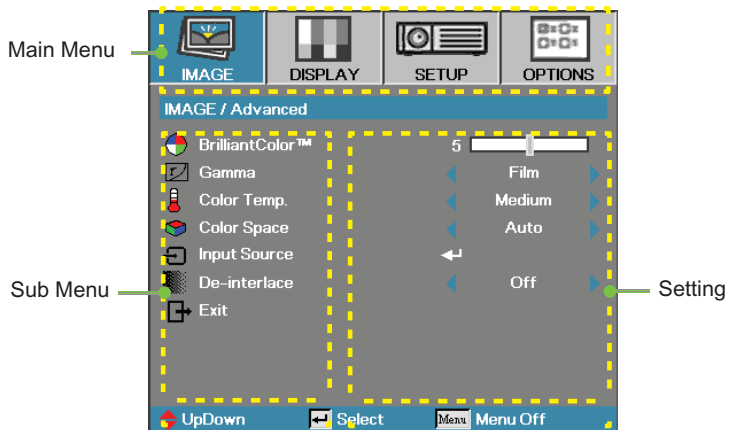 Main Menu
IMAGE DISPLAY SETUP OPTIONS
IMAGE / Advanced
BrilliantColor™ 5
Gamma Film
Color Temp. Medium
Color Space Auto
Input Source
De-interlace Off
Sub Menu
Setting
Exit
UpDown Select Menu Menu Off